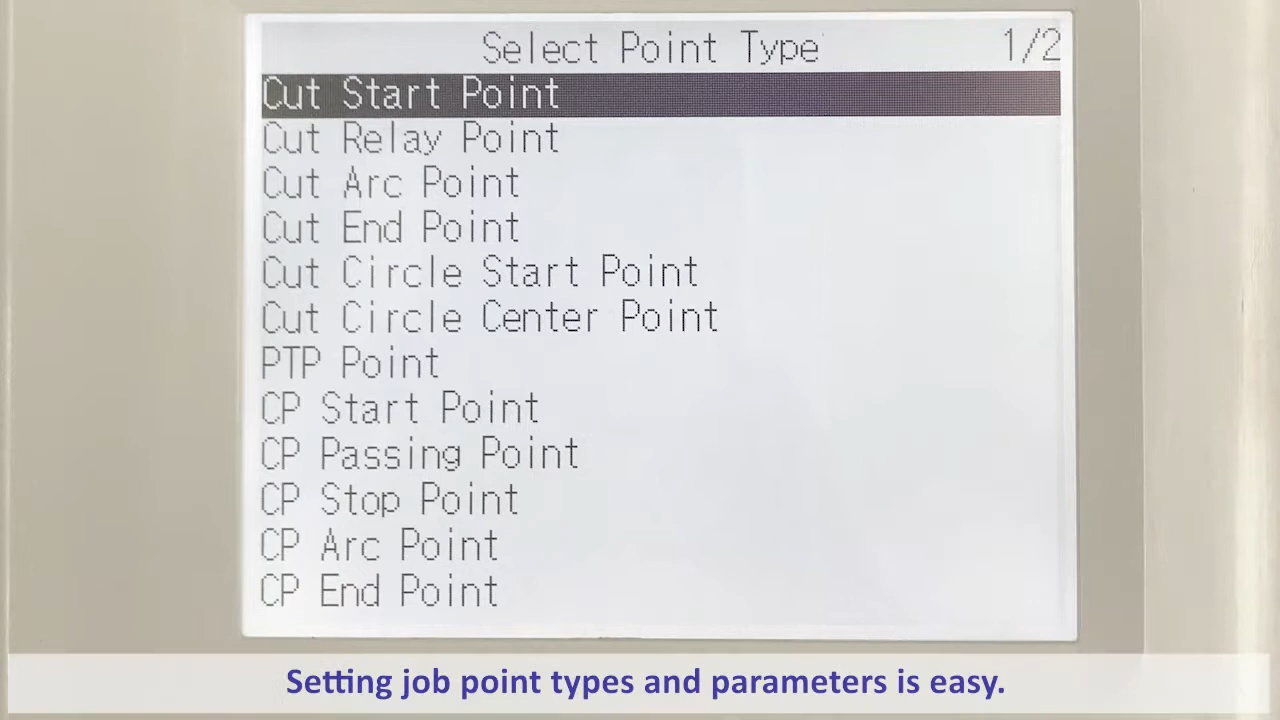 Select Point Type 1/2
Cut Start Point
Cut Relay Point
Cut Arc Point
Cut End Point
Cut Circle Start Point
Cut Circle Center Point
PTP Point
CP Start Point
CP Passing Point
CP Stop Point
CP Arc Point
CP End Point
Setting job point types and parameters is easy.